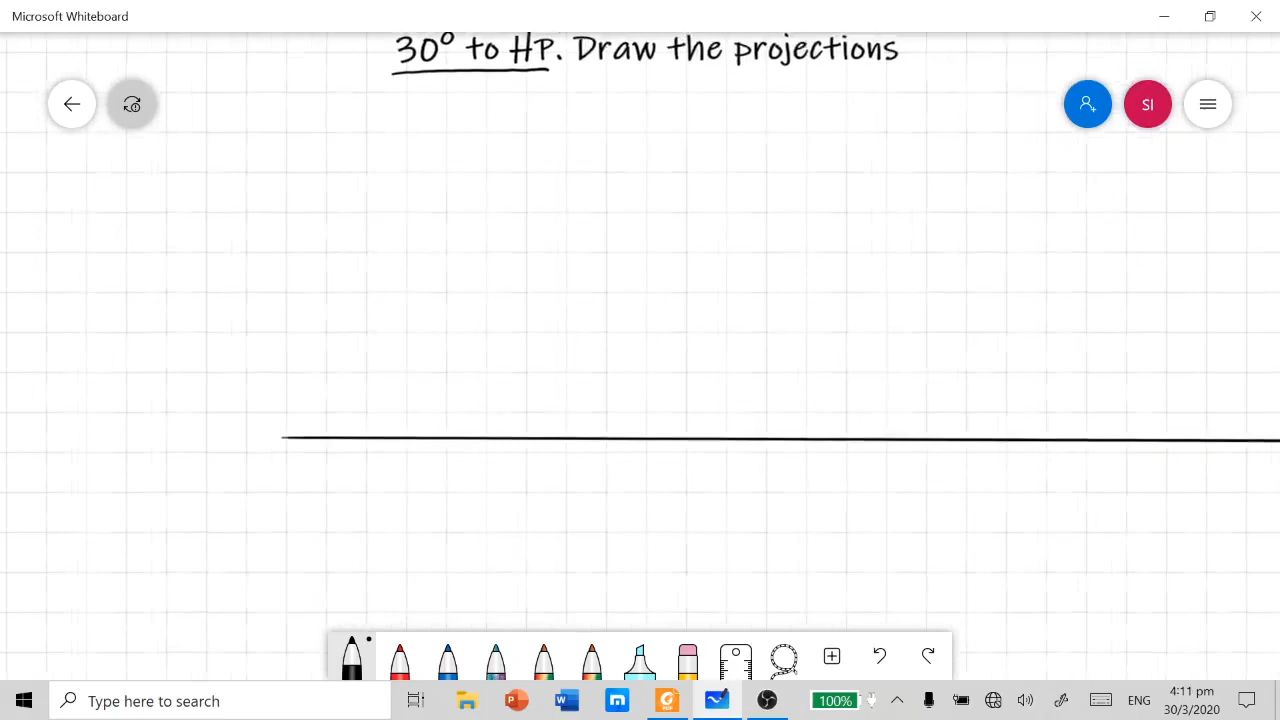 Microsoft Whiteboard
30° to HP. Draw the projections
SI
Type here to search
100%
ENG
4:11 pm
30/3/2020